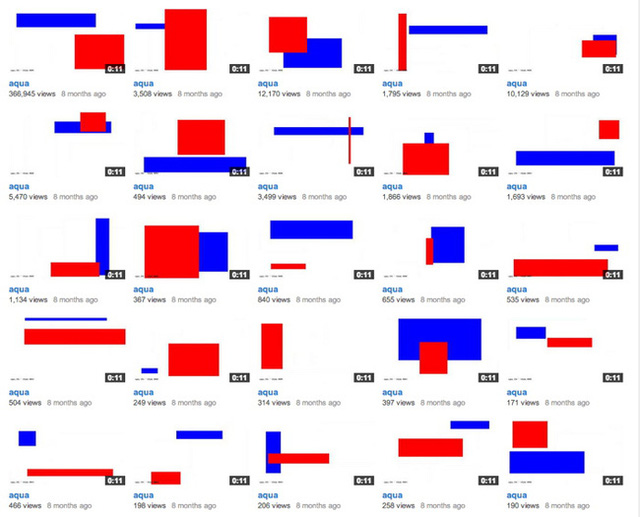 0:11 0:11 0:11 0:11 0:11
aqua aqua aqua aqua aqua
366,945 views 8 months ago 3,508 views 8 months ago 12,170 views 8 months ago 1,795 views 8 months ago 10,129 views 8 months ago
0:11 0:11 0:11 0:11 0:11
aqua aqua aqua aqua aqua
5,470 views 8 months ago 494 views 8 months ago 3,499 views 8 months ago 1,866 views 8 months ago 1,693 views 8 months ago
0:11 0:11 0:11 0:11 0:11
aqua aqua aqua aqua aqua
1,134 views 8 months ago 367 views 8 months ago 840 views 8 months ago 655 views 8 months ago 535 views 8 months ago
0:11 0:11 0:11 0:11 0:11
aqua aqua aqua aqua aqua
504 views 8 months ago 249 views 8 months ago 314 views 8 months ago 397 views 8 months ago 171 views 8 months ago
0:11 0:11 0:11 0:11 0:11
aqua aqua aqua aqua aqua
466 views 8 months ago 198 views 8 months ago 206 views 8 months ago 258 views 8 months ago 190 views 8 months ago